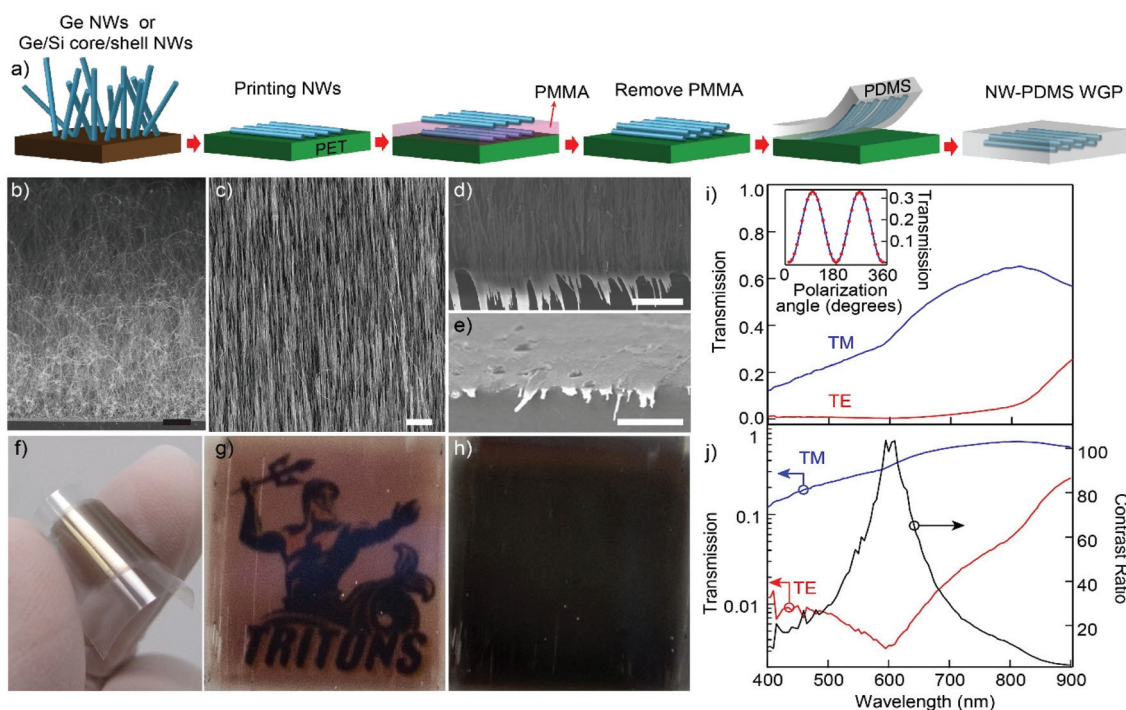 Ge NWs or
Ge/Si core/shell NWs
a)
Printing NWs
PMMA
Remove PMMA
PDMS
NW-PDMS WGP
PET
b)
c)
d)
e)
f)
g)
TRITONS
h)
i)
1.0
0.8
0.6
0.4
0.2
0.0
Transmission
0.3
0.2
0.1
Transmission
0
180
360
Polarization
angle (degrees)
TM
TE
j)
1
0.1
0.01
Transmission
TM
TE
100
80
60
40
20
Contrast Ratio
400
500
600
700
800
900
Wavelength (nm)